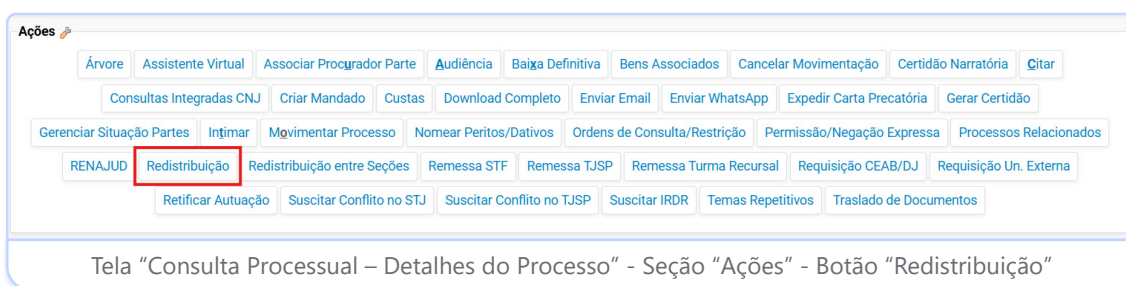 Ações
Árvore Assistente Virtual Associar Procurador Parte Audiência Baixa Definitiva Bens Associados Cancelar Movimentação Certidão Narratória Citar
Consultas Integradas CNJ Criar Mandado Custas Download Completo Enviar Email Enviar WhatsApp Expedir Carta Precatória Gerar Certidão
Gerenciar Situação Partes Intimar Movimentar Processo Nomear Peritos/Dativos Ordens de Consulta/Restrição Permissão/Negação Expressa Processos Relacionados
RENAJUD Redistribuição Redistribuição entre Seções Remessa STF Remessa TJSP Remessa Turma Recursal Requisição CEAB/DJ Requisição Un. Externa
Retificar Autuação Suscitar Conflito no STJ Suscitar Conflito no TJSP Suscitar IRDR Temas Repetitivos Traslado de Documentos
Tela “Consulta Processual – Detalhes do Processo” - Seção “Ações” - Botão “Redistribuição”